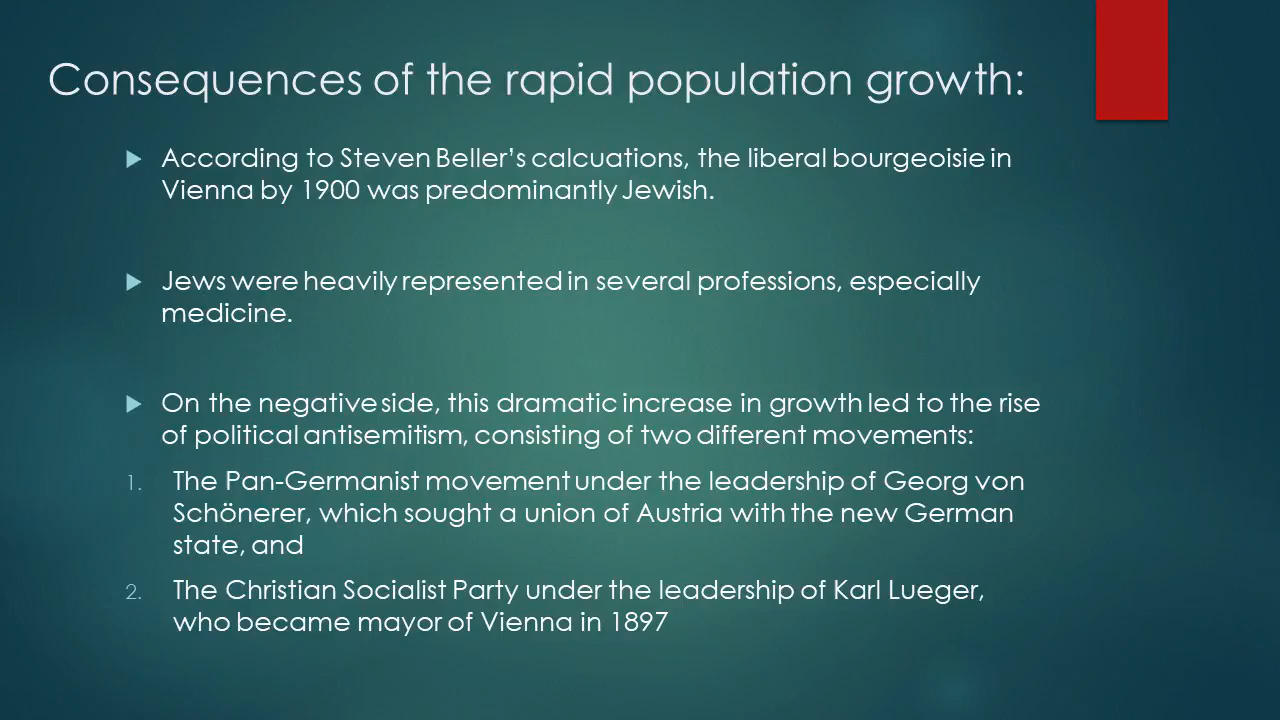 Consequences of the rapid population growth:
According to Steven Beller's calcuations, the liberal bourgeoisie in
Vienna by 1900 was predominantly Jewish.
Jews were heavily represented in several professions, especially
medicine.
On the negative side, this dramatic increase in growth led to the rise
of political antisemitism, consisting of two different movements:
1. The Pan-Germanist movement under the leadership of Georg von
Schönerer, which sought a union of Austria with the new German
state, and
2. The Christian Socialist Party under the leadership of Karl Lueger,
who became mayor of Vienna in 1897